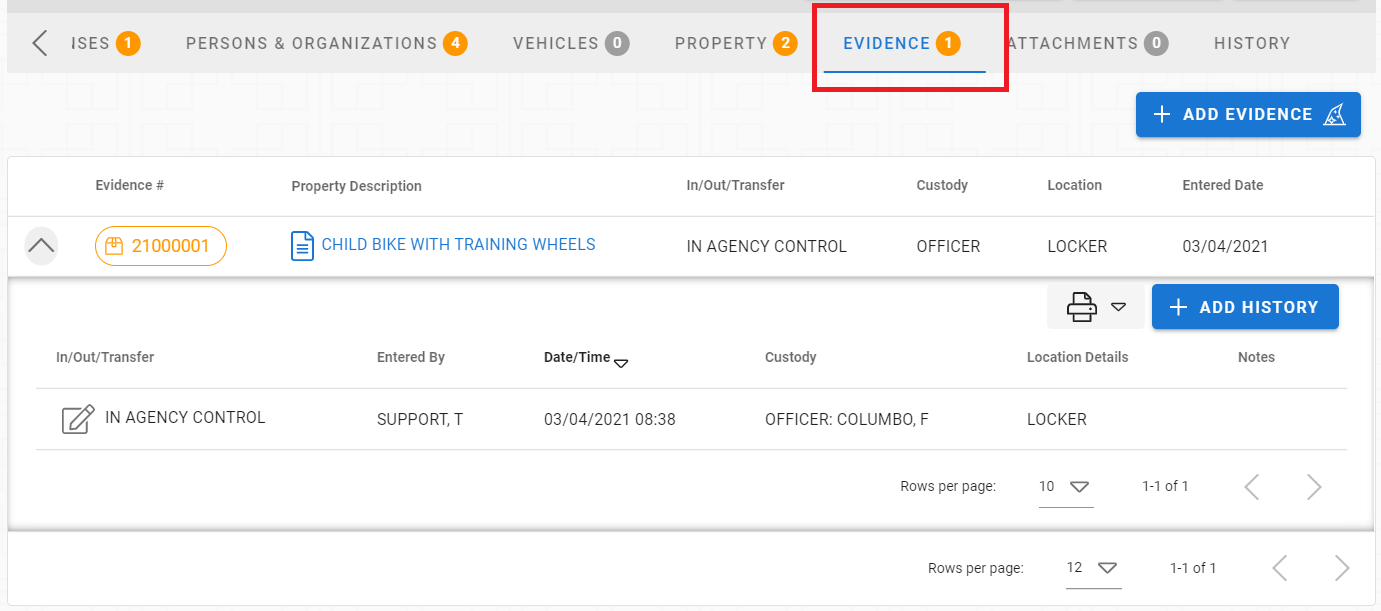 ISES 1 PERSONS & ORGANIZATIONS 4 VEHICLES 0 PROPERTY 2 EVIDENCE 1 ATTACHMENTS 0 HISTORY
ADD EVIDENCE
Evidence # Property Description In/Out/Transfer Custody Location Entered Date
21000001 CHILD BIKE WITH TRAINING WHEELS IN AGENCY CONTROL OFFICER LOCKER 03/04/2021
ADD HISTORY
In/Out/Transfer Entered By Date/Time Custody Location Details Notes
IN AGENCY CONTROL SUPPORT, T 03/04/2021 08:38 OFFICER: COLUMBO, F LOCKER
Rows per page: 10 1-1 of 1
Rows per page: 12 1-1 of 1